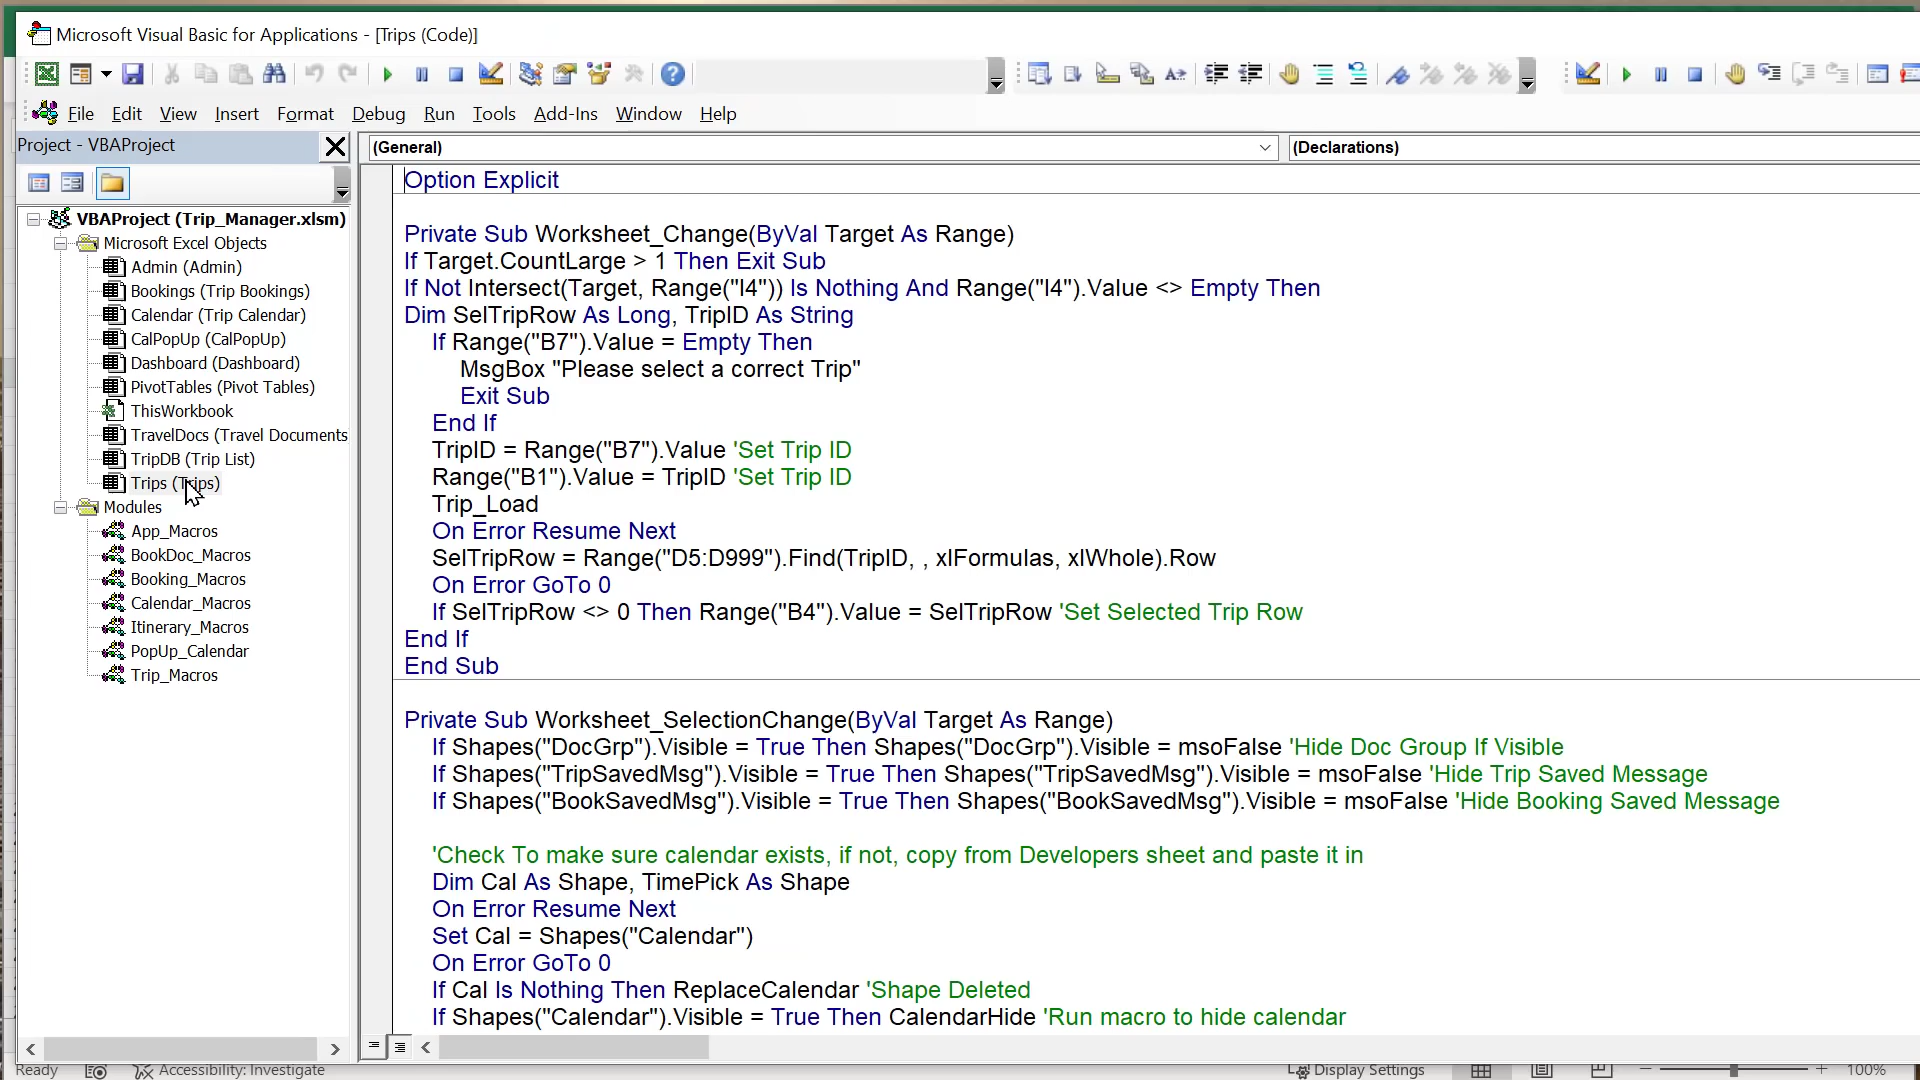 Microsoft Visual Basic for Applications - [Trips (Code)]
File Edit View Insert Format Debug Run Tools Add-Ins Window Help
Project - VBAProject
(General)
(Declarations)
VBAProject (Trip_Manager.xlsm)
Microsoft Excel Objects
Admin (Admin)
Bookings (Trip Bookings)
Calendar (Trip Calendar)
CalPopUp (CalPopUp)
Dashboard (Dashboard)
PivotTables (Pivot Tables)
ThisWorkbook
TravelDocs (Travel Documents
TripDB (Trip List)
Trips (Trips)
Modules
App_Macros
BookDoc_Macros
Booking_Macros
Calendar_Macros
Itinerary_Macros
PopUp_Calendar
Trip_Macros
Option Explicit
Private Sub Worksheet_Change(ByVal Target As Range)
If Target.CountLarge > 1 Then Exit Sub
If Not Intersect(Target, Range("I4")) Is Nothing And Range("I4").Value <> Empty Then
Dim SelTripRow As Long, TripID As String
If Range("B7").Value = Empty Then
MsgBox "Please select a correct Trip"
Exit Sub
End If
TripID = Range("B7").Value 'Set Trip ID
Range("B1").Value = TripID 'Set Trip ID
Trip_Load
On Error Resume Next
SelTripRow = Range("D5:D999").Find(TripID, , xlFormulas, xlWhole).Row
On Error GoTo 0
If SelTripRow <> 0 Then Range("B4").Value = SelTripRow 'Set Selected Trip Row
End If
End Sub
Private Sub Worksheet_SelectionChange(ByVal Target As Range)
If Shapes("DocGrp").Visible = True Then Shapes("DocGrp").Visible = msoFalse 'Hide Doc Group If Visible
If Shapes("TripSavedMsg").Visible = True Then Shapes("TripSavedMsg").Visible = msoFalse 'Hide Trip Saved Message
If Shapes("BookSavedMsg").Visible = True Then Shapes("BookSavedMsg").Visible = msoFalse 'Hide Booking Saved Message
'Check To make sure calendar exists, if not, copy from Developers sheet and paste it in
Dim Cal As Shape, TimePick As Shape
On Error Resume Next
Set Cal = Shapes("Calendar")
On Error GoTo 0
If Cal Is Nothing Then ReplaceCalendar 'Shape Deleted
If Shapes("Calendar").Visible = True Then CalendarHide 'Run macro to hide calendar
Ready
Accessibility: Investigate
Display Settings
100%